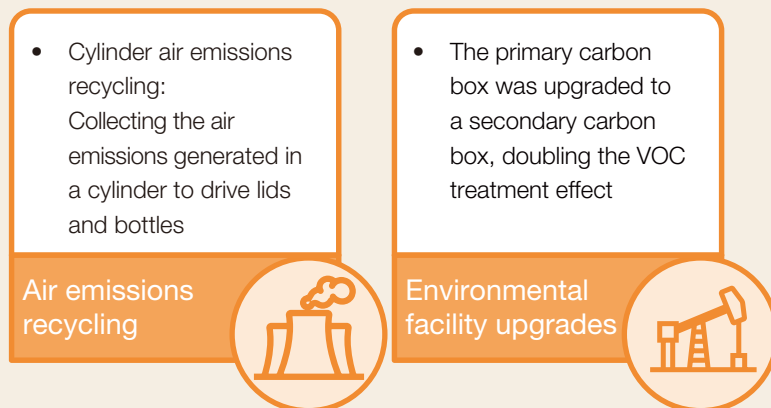 • Cylinder air emissions
recycling:
Collecting the air
emissions generated in
a cylinder to drive lids
and bottles
Air emissions
recycling
• The primary carbon
box was upgraded to
a secondary carbon
box, doubling the VOC
treatment effect
Environmental
facility upgrades